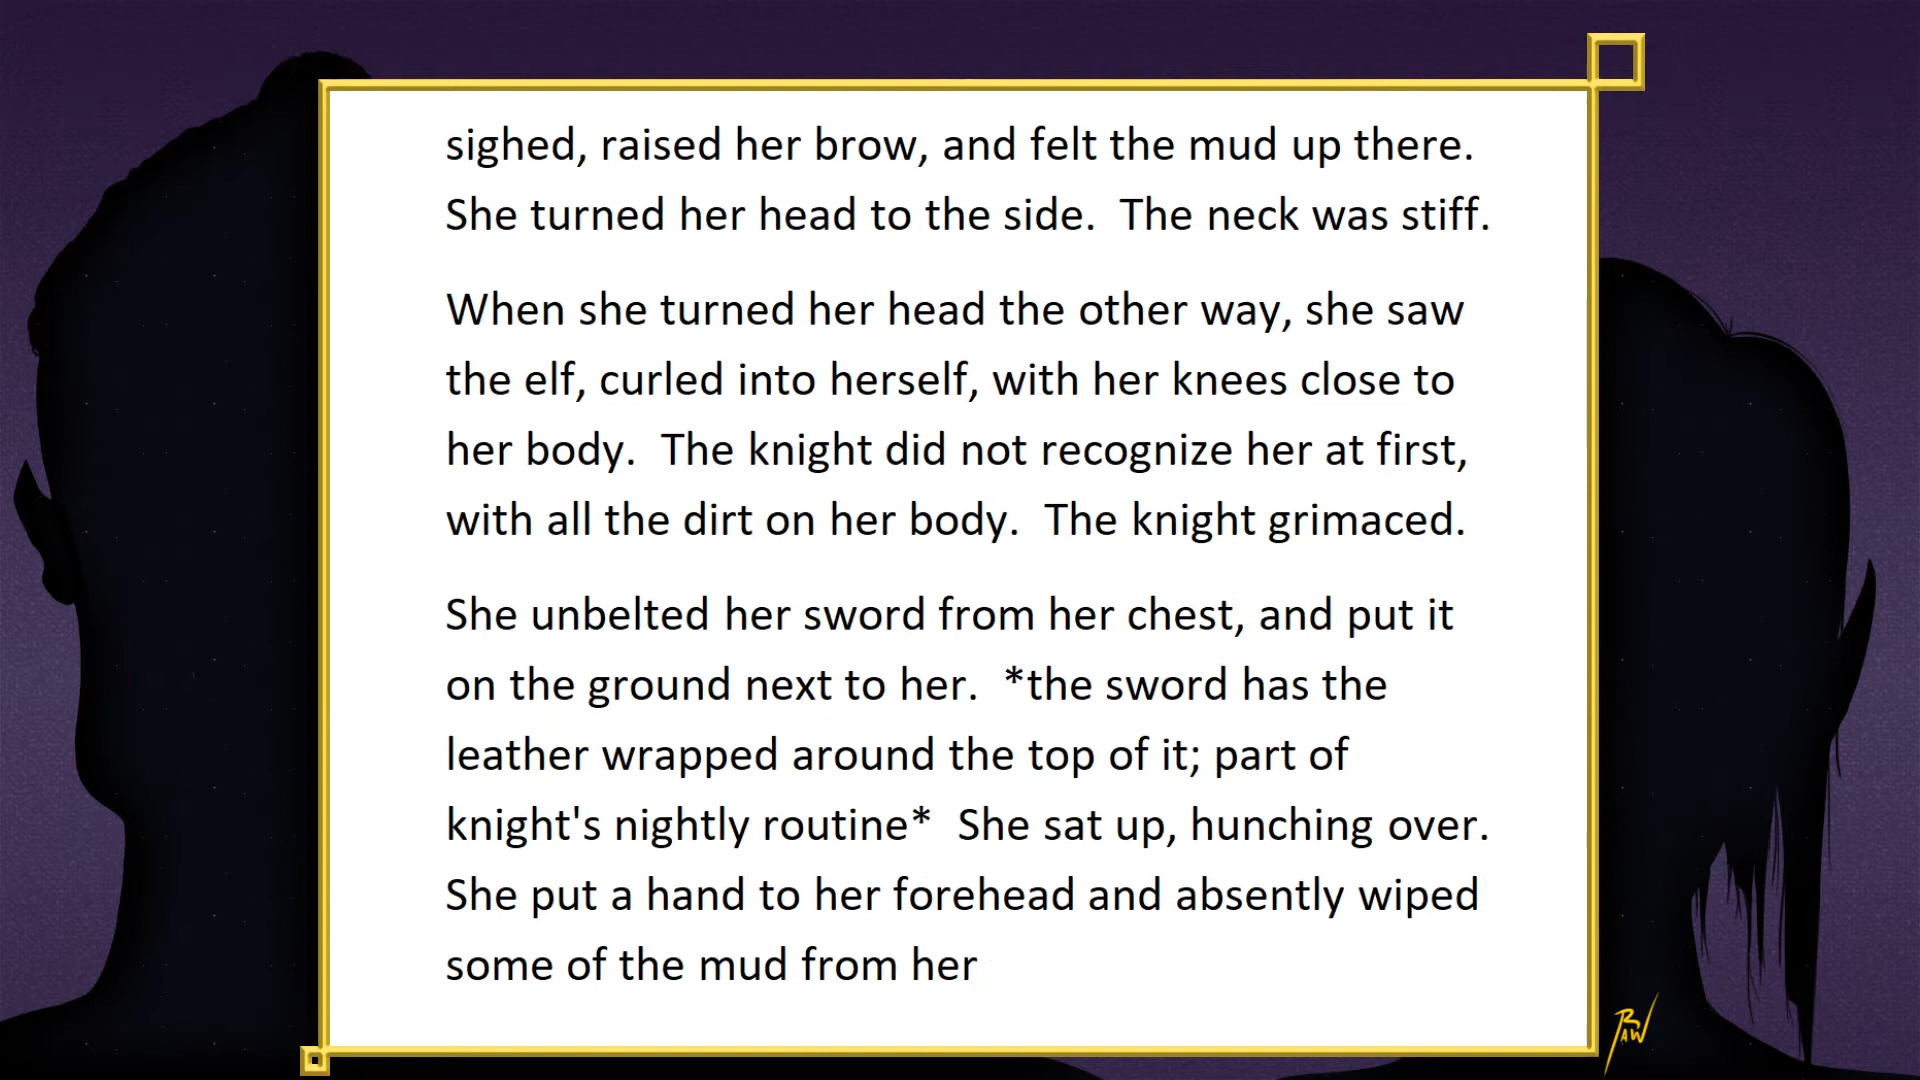 sighed, raised her brow, and felt the mud up there.
She turned her head to the side.  The neck was stiff.
When she turned her head the other way, she saw
the elf, curled into herself, with her knees close to
her body.  The knight did not recognize her at first,
with all the dirt on her body.  The knight grimaced.
She unbelted her sword from her chest, and put it
on the ground next to her.  *the sword has the
leather wrapped around the top of it; part of
knight's nightly routine*  She sat up, hunching over.
She put a hand to her forehead and absently wiped
some of the mud from her
RAW